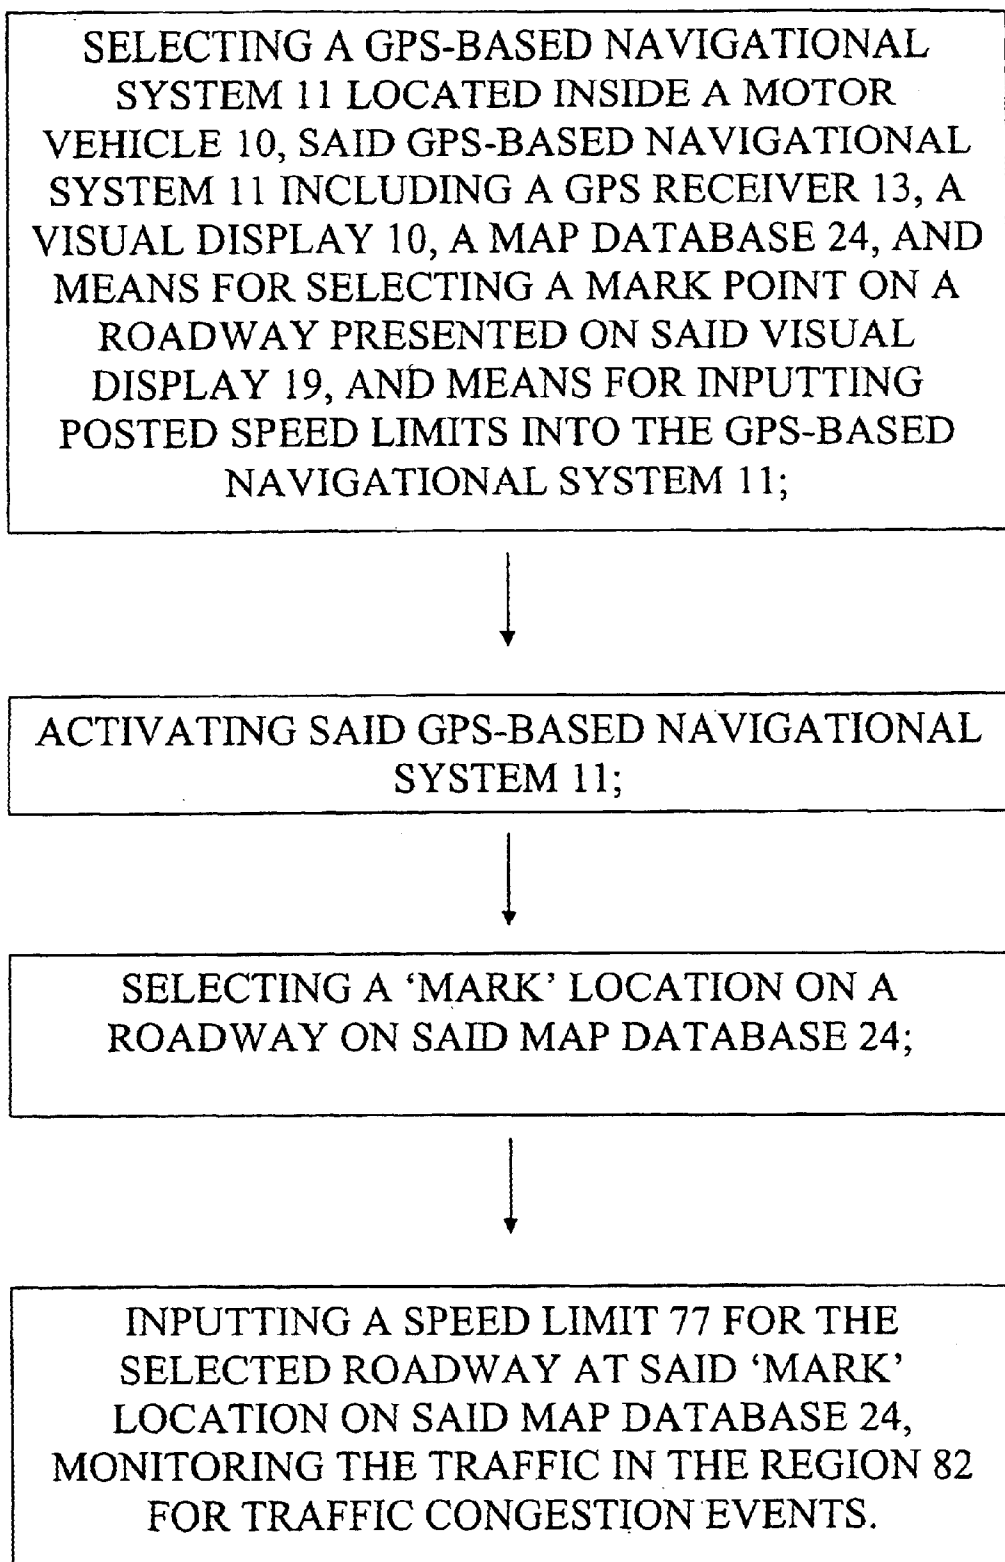 SELECTING A GPS-BASED NAVIGATIONAL
SYSTEM 11 LOCATED INSIDE A MOTOR
VEHICLE 10, SAID GPS-BASED NAVIGATIONAL
SYSTEM 11 INCLUDING A GPS RECEIVER 13, A
VISUAL DISPLAY 10, A MAP DATABASE 24, AND
MEANS FOR SELECTING A MARK POINT ON A
ROADWAY PRESENTED ON SAID VISUAL
DISPLAY 19, AND MEANS FOR INPUTTING
POSTED SPEED LIMITS INTO THE GPS-BASED
NAVIGATIONAL SYSTEM 11;
ACTIVATING SAID GPS-BASED NAVIGATIONAL
SYSTEM 11;
SELECTING A ‘MARK’ LOCATION ON A
ROADWAY ON SAID MAP DATABASE 24;
INPUTTING A SPEED LIMIT 77 FOR THE
SELECTED ROADWAY AT SAID ‘MARK’
LOCATION ON SAID MAP DATABASE 24,
MONITORING THE TRAFFIC IN THE REGION 82
FOR TRAFFIC CONGESTION EVENTS.